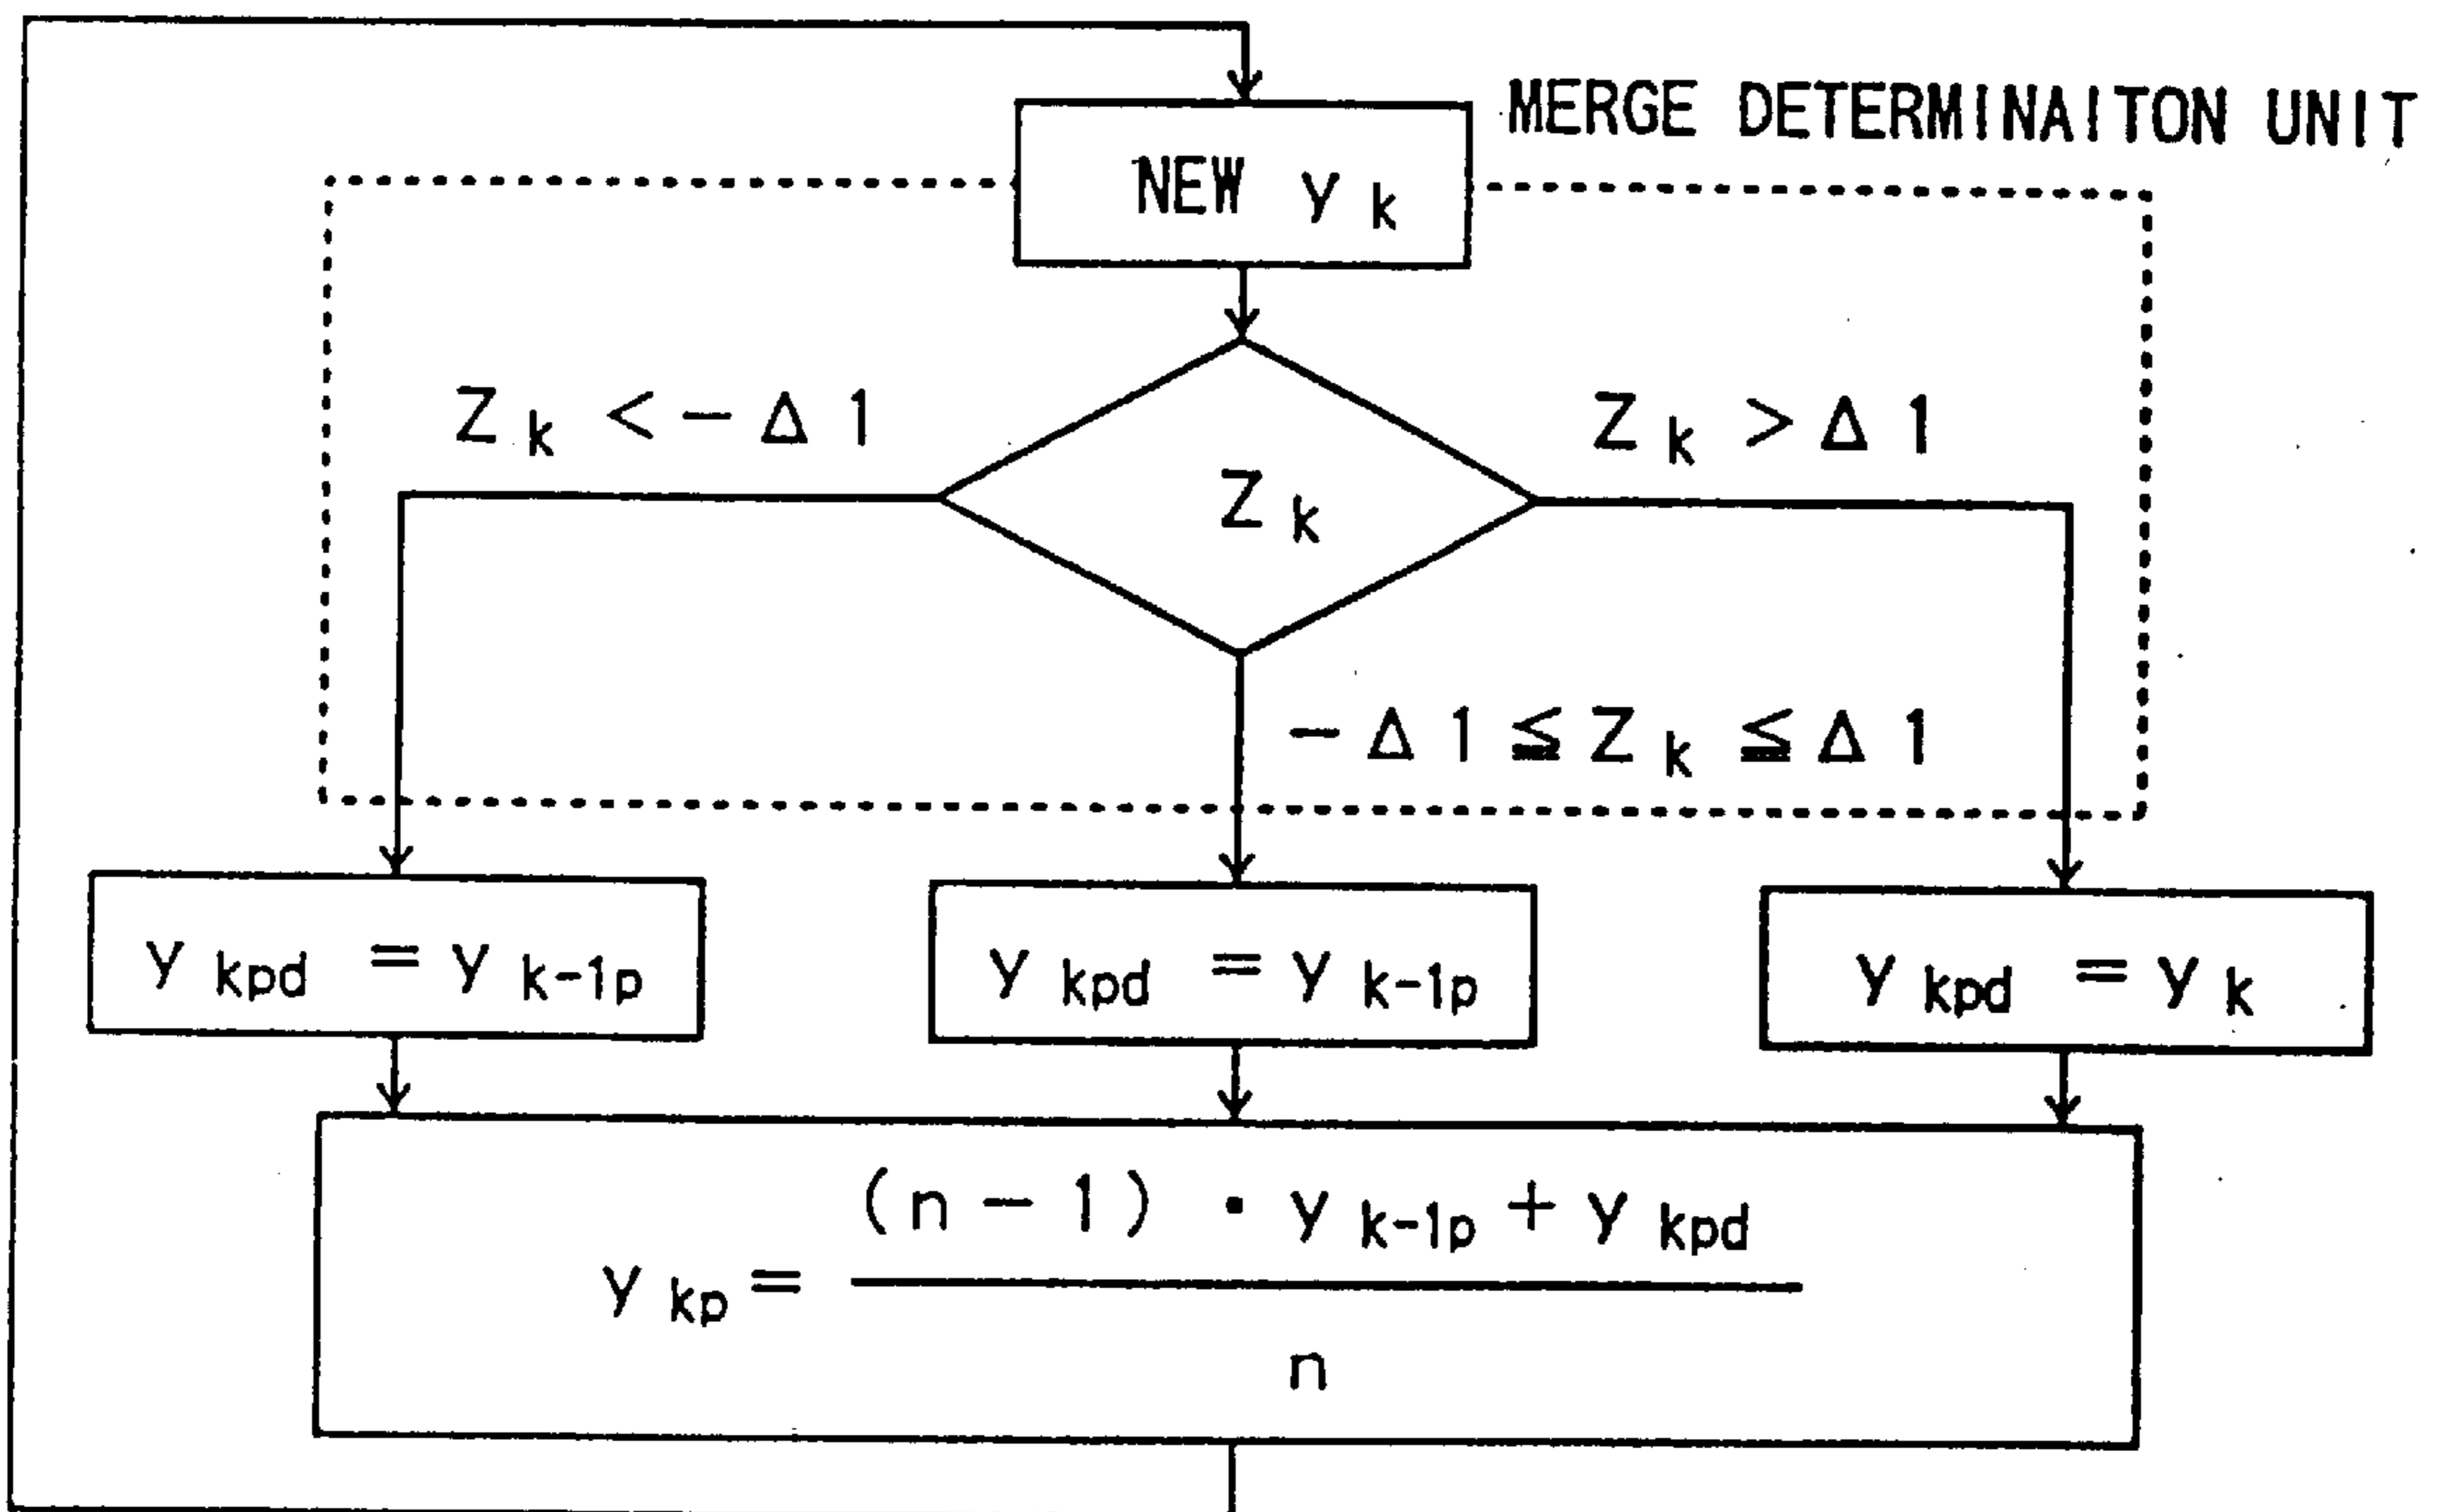 MERGE DETERMINAITON UNIT
NEW y k
Z k < - Δ 1
Z k > Δ 1
Z k
- Δ 1 ≦ Z k ≦ Δ 1
y kpd = y k-1p
y kpd = y k-1p
y kpd = y k
(n - 1) · y k-1p + y kpd
y kp =
n